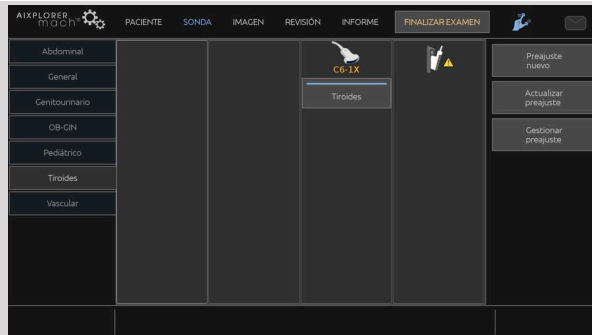 AIXPLORER
mach
PACIENTE
SONDA
IMAGEN
REVISIÓN
INFORME
FINALIZAR EXAMEN
Abdominal
General
Genitourinario
OB-GIN
Pediátrico
Tiroides
Vascular
C6-1X
Tiroides
Preajuste
nuevo
Actualizar
preajuste
Gestionar
preajuste